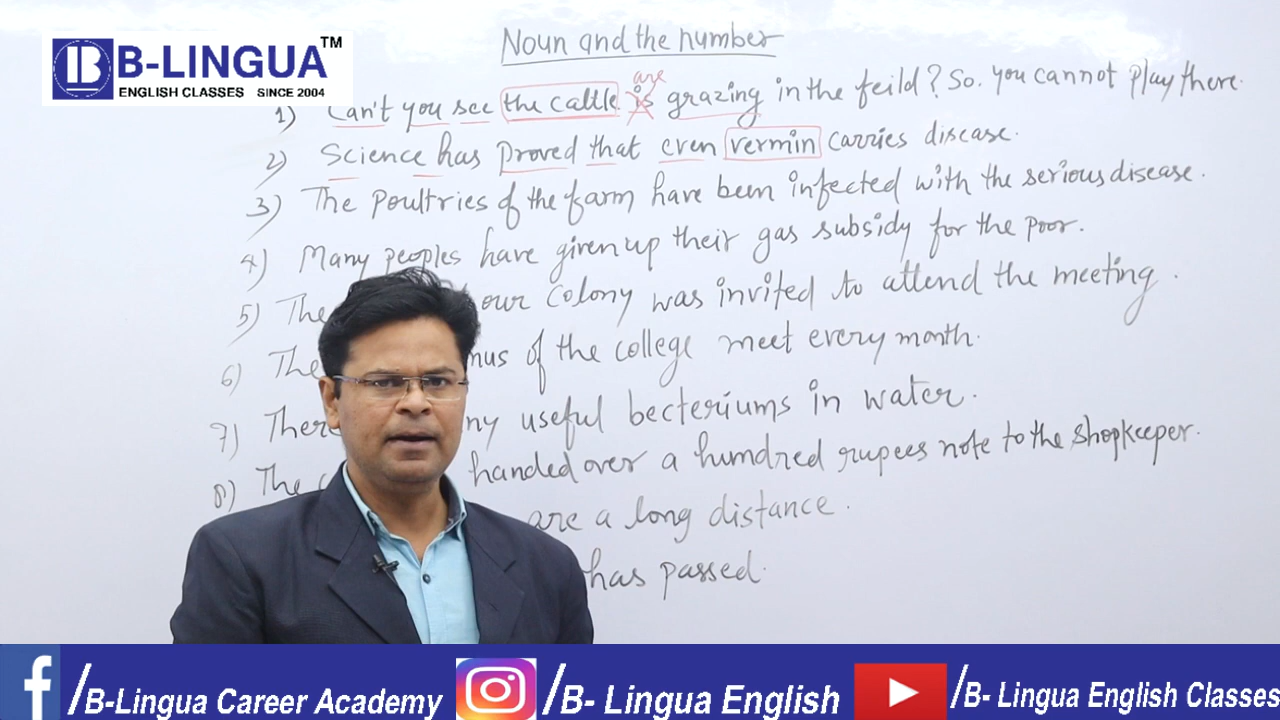 B-LINGUA™
ENGLISH CLASSES SINCE 2004
Noun and the number
are
1) Can't you see the cattle is grazing in the feild? So. you cannot play there.
2) Science has proved that even vermin carries disease.
3) The Poultries of the farm have been infected with the serious disease.
4) Many peoples have given up their gas subsidy for the poor.
5) The our colony was invited to attend the meeting.
6) The of the college meet every month.
7) There useful becteriums in water.
8) The handed over a hundred rupees note to the shopkeeper.
are a long distance.
has passed.
/B-Lingua Career Academy
/B- Lingua English
/B- Lingua English Classes